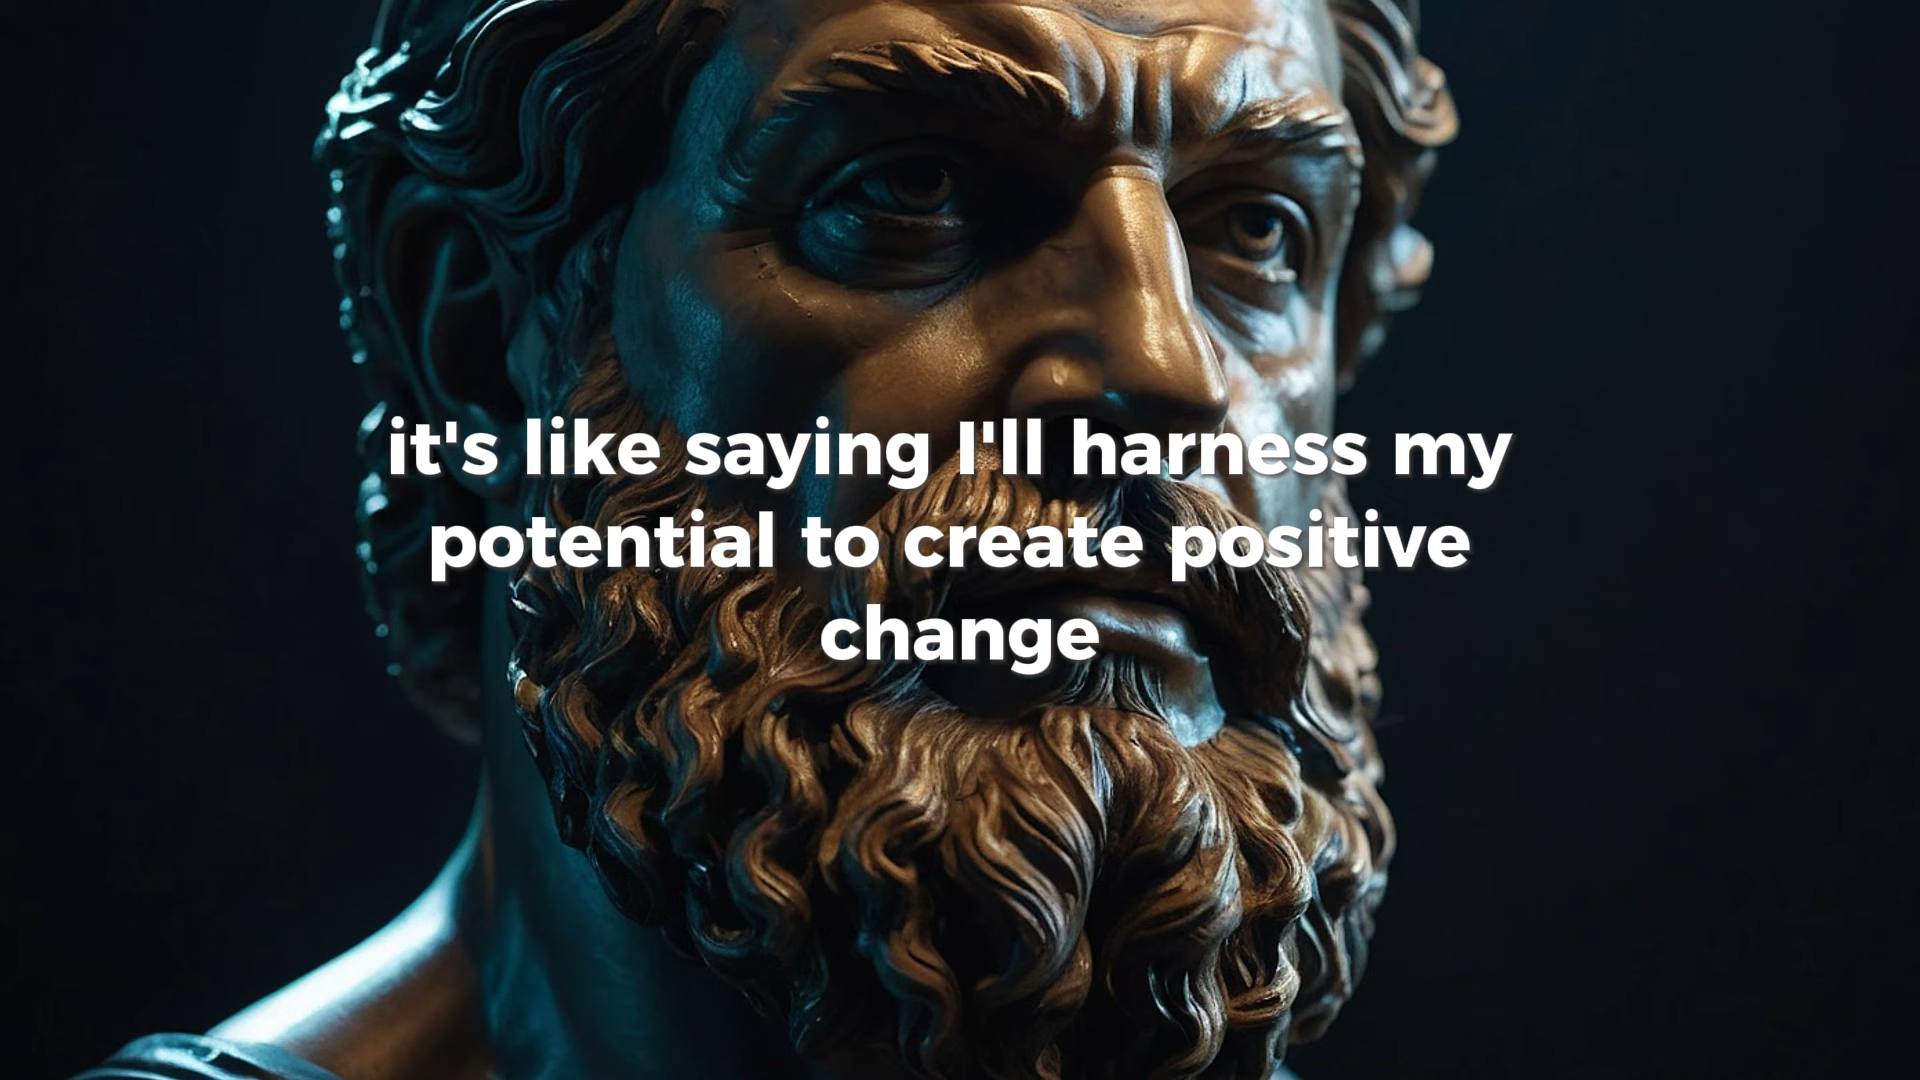 it's like saying I'll harness my
potential to create positive
change